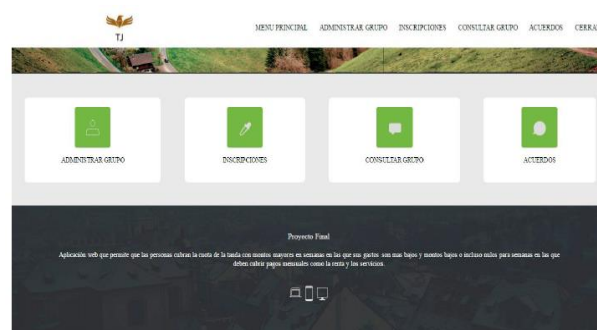 TJ
MENU PRINCIPAL ADMINISTRAR GRUPO INSCRIPCIONES CONSULTAR GRUPO ACUERDOS CERRA
ADMINISTRAR GRUPO INSCRIPCIONES CONSULTAR GRUPO ACUERDOS
Proyecto Final
Aplicación web que permite que las personas cubran la cuota de la tanda con montos mayores en semanas en las que sus gastos son mas bajos y montos bajos o incluso nulos para semanas en las que
deben cubrir pagos mensuales como la renta y los servicios.